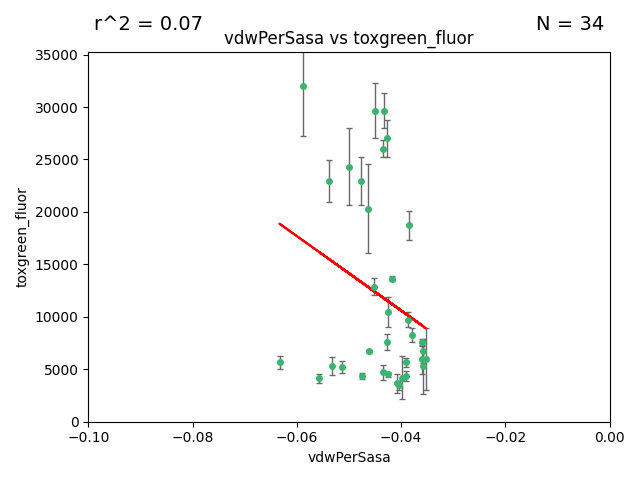 r^2 = 0.07
N = 34
vdwPerSasa vs toxgreen_fluor
35000
30000
25000
20000
15000
10000
5000
0
toxgreen_fluor
−0.10
−0.08
−0.06
−0.04
−0.02
0.00
vdwPerSasa